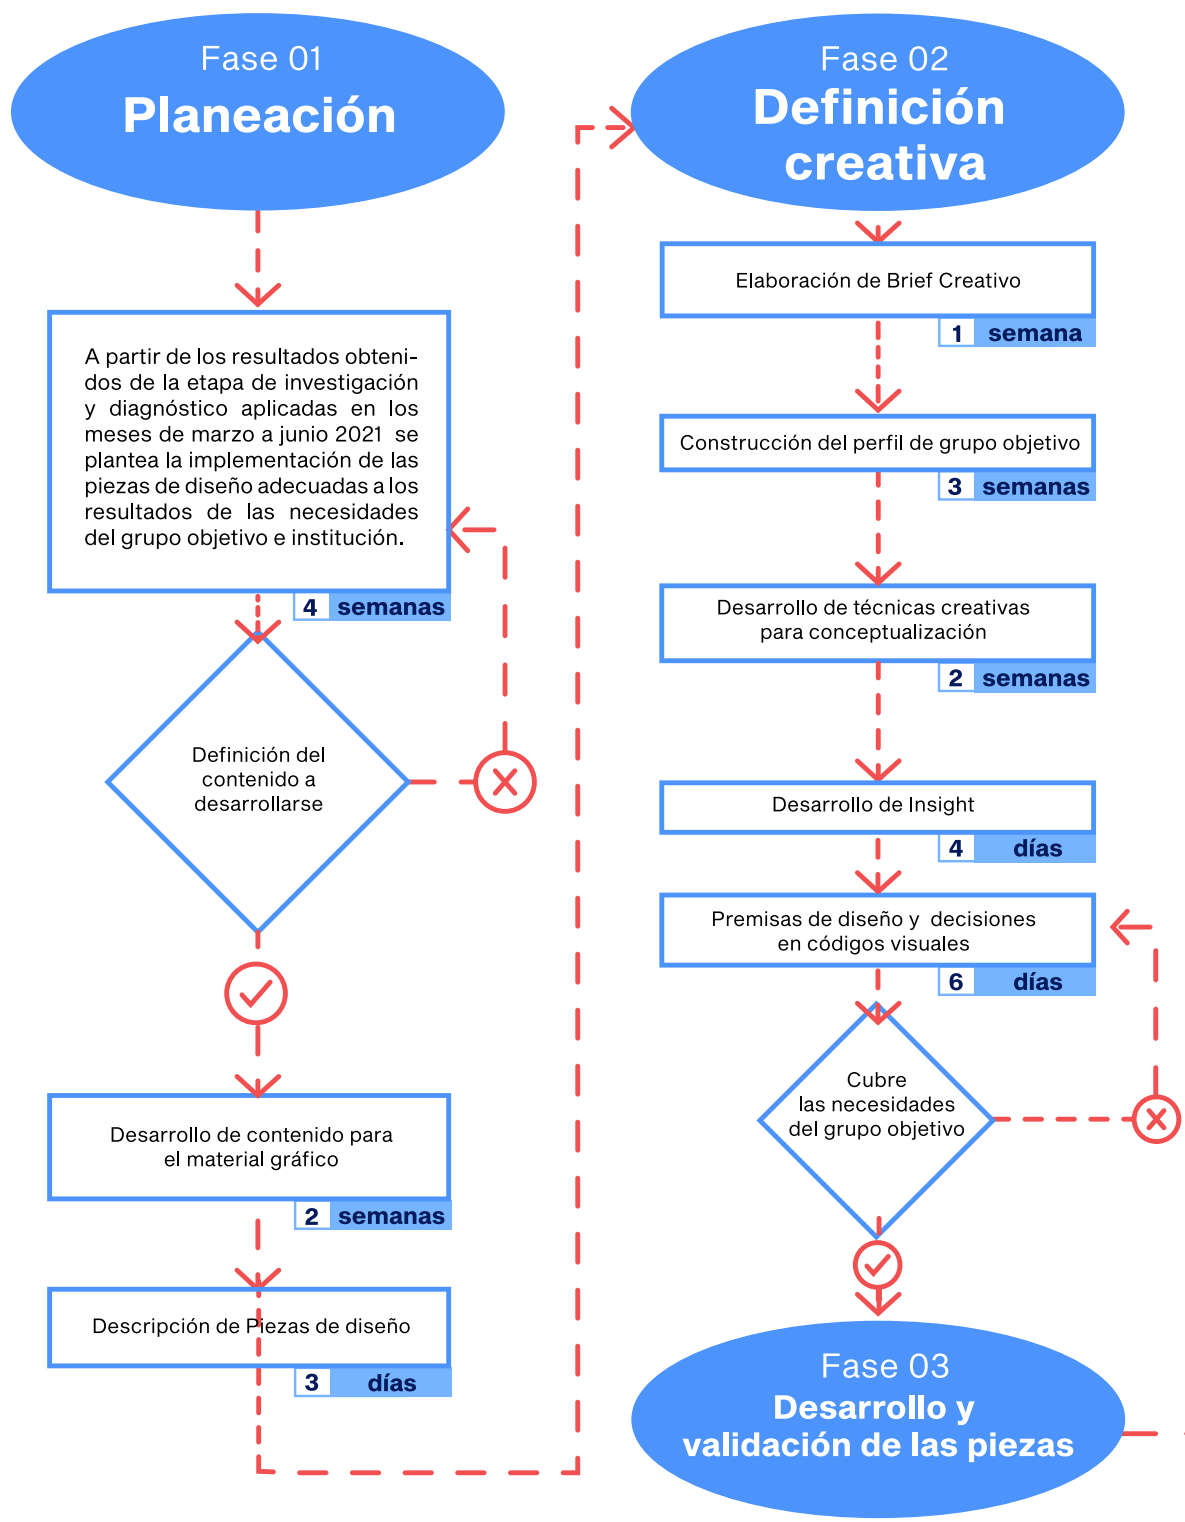 Fase 01
Planeación
A partir de los resultados obteni-
dos de la etapa de investigación
y diagnóstico aplicadas en los
meses de marzo a junio 2021 se
plantea la implementación de las
piezas de diseño adecuadas a los
resultados de las necesidades
del grupo objetivo e institución.
4 semanas
Definición del
contenido a
desarrollarse
Desarrollo de contenido para
el material gráfico
2 semanas
Descripción de Piezas de diseño
3 días
Fase 02
Definición
creativa
Elaboración de Brief Creativo
1 semana
Construcción del perfil de grupo objetivo
3 semanas
Desarrollo de técnicas creativas
para conceptualización
2 semanas
Desarrollo de Insight
4 días
Premisas de diseño y decisiones
en códigos visuales
6 días
Cubre
las necesidades
del grupo objetivo
Fase 03
Desarrollo y
validación de las piezas